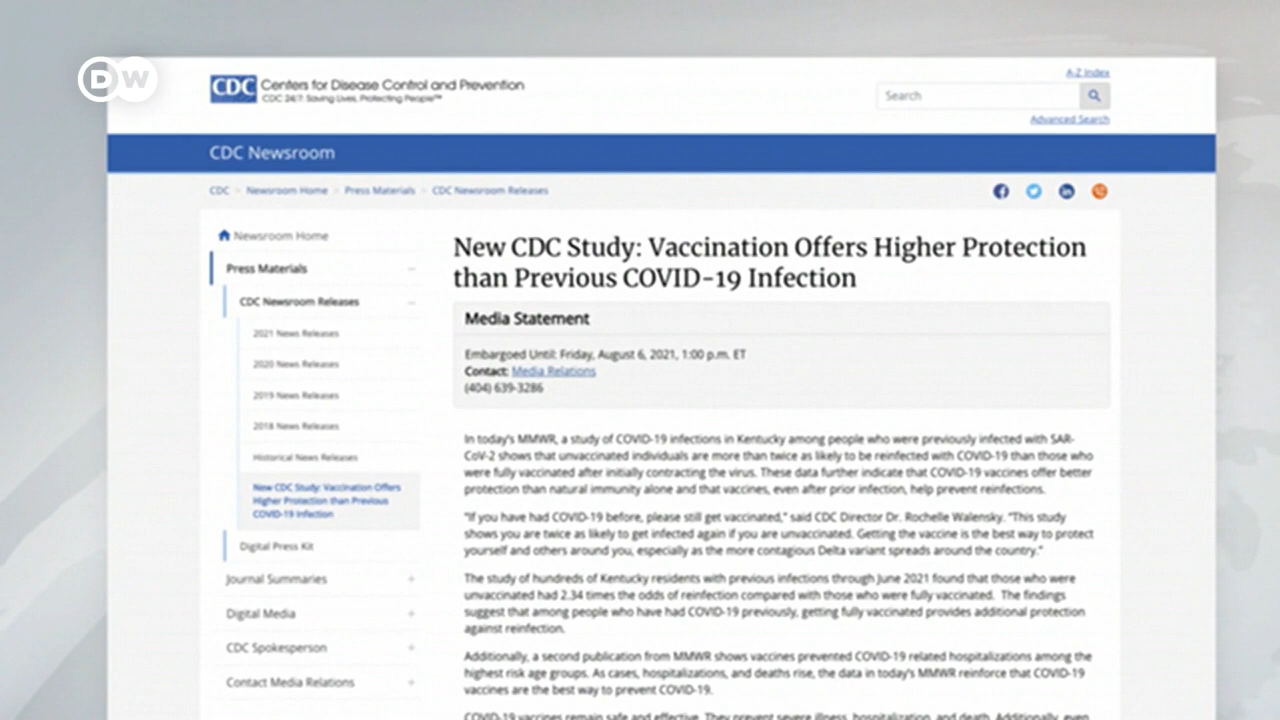 DW
CDC Centers for Disease Control and Prevention
CDC 24/7: Saving Lives, Protecting People™
A-Z Index
Search
Advanced Search
CDC Newsroom
CDC > Newsroom Home > Press Materials > CDC Newsroom Releases
Newsroom Home
Press Materials
CDC Newsroom Releases
2021 News Releases
2020 News Releases
2019 News Releases
2018 News Releases
Historical News Releases
New CDC Study: Vaccination Offers
Higher Protection than Previous
COVID-19 Infection
Digital Press Kit
Journal Summaries
Digital Media
CDC Spokesperson
Contact Media Relations
New CDC Study: Vaccination Offers Higher Protection
than Previous COVID-19 Infection
Media Statement
Embargoed Until: Friday, August 6, 2021, 1:00 p.m. ET
Contact: Media Relations
(404) 639-3286
In today's MMWR, a study of COVID-19 infections in Kentucky among people who were previously infected with SAR-
CoV-2 shows that unvaccinated individuals are more than twice as likely to be reinfected with COVID-19 than those who
were fully vaccinated after initially contracting the virus. These data further indicate that COVID-19 vaccines offer better
protection than natural immunity alone and that vaccines, even after prior infection, help prevent reinfections.
"If you have had COVID-19 before, please still get vaccinated," said CDC Director Dr. Rochelle Walensky. "This study
shows you are twice as likely to get infected again if you are unvaccinated. Getting the vaccine is the best way to protect
yourself and others around you, especially as the more contagious Delta variant spreads around the country."
The study of hundreds of Kentucky residents with previous infections through June 2021 found that those who were
unvaccinated had 2.34 times the odds of reinfection compared with those who were fully vaccinated. The findings
suggest that among people who have had COVID-19 previously, getting fully vaccinated provides additional protection
against reinfection.
Additionally, a second publication from MMWR shows vaccines prevented COVID-19 related hospitalizations among the
highest risk age groups. As cases, hospitalizations, and deaths rise, the data in today's MMWR reinforce that COVID-19
vaccines are the best way to prevent COVID-19.
COVID-19 vaccines remain safe and effective. They prevent severe illness, hospitalization, and death. Additionally, even